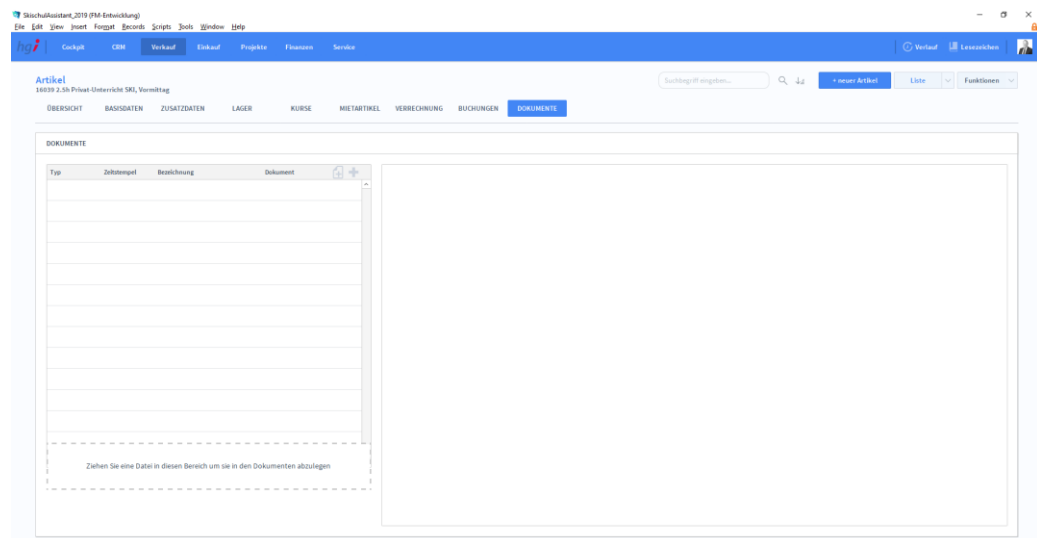 SkischulAssistant_2019 (FM-Entwicklung)
File Edit View Insert Format Records Scripts Tools Window Help
hgi Cockpit CRM Verkauf Einkauf Projekte Finanzen Service Verlauf Lesezeichen
Artikel
16039 2.5h Privat-Unterricht SKI, Vormittag
Suchbegriff eingeben... + neuer Artikel Liste Funktionen
ÜBERSICHT BASISDATEN ZUSATZDATEN LAGER KURSE MIETARTIKEL VERRECHNUNG BUCHUNGEN DOKUMENTE
DOKUMENTE
Typ Zeitstempel Bezeichnung Dokument
Ziehen Sie eine Datei in diesen Bereich um sie in den Dokumenten abzulegen